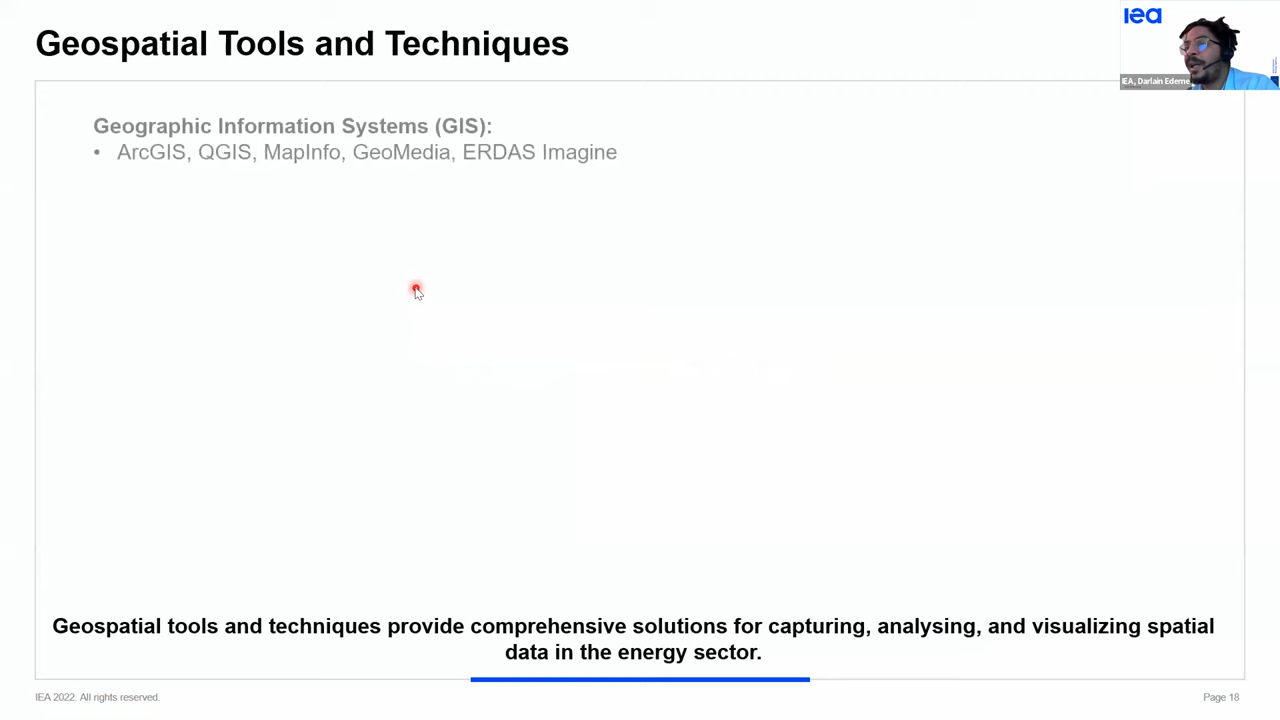 Geospatial Tools and Techniques
iea
IEA, Darlain Edeme
Geographic Information Systems (GIS):
• ArcGIS, QGIS, MapInfo, GeoMedia, ERDAS Imagine
Geospatial tools and techniques provide comprehensive solutions for capturing, analysing, and visualizing spatial
data in the energy sector.
IEA 2022. All rights reserved.
Page 18